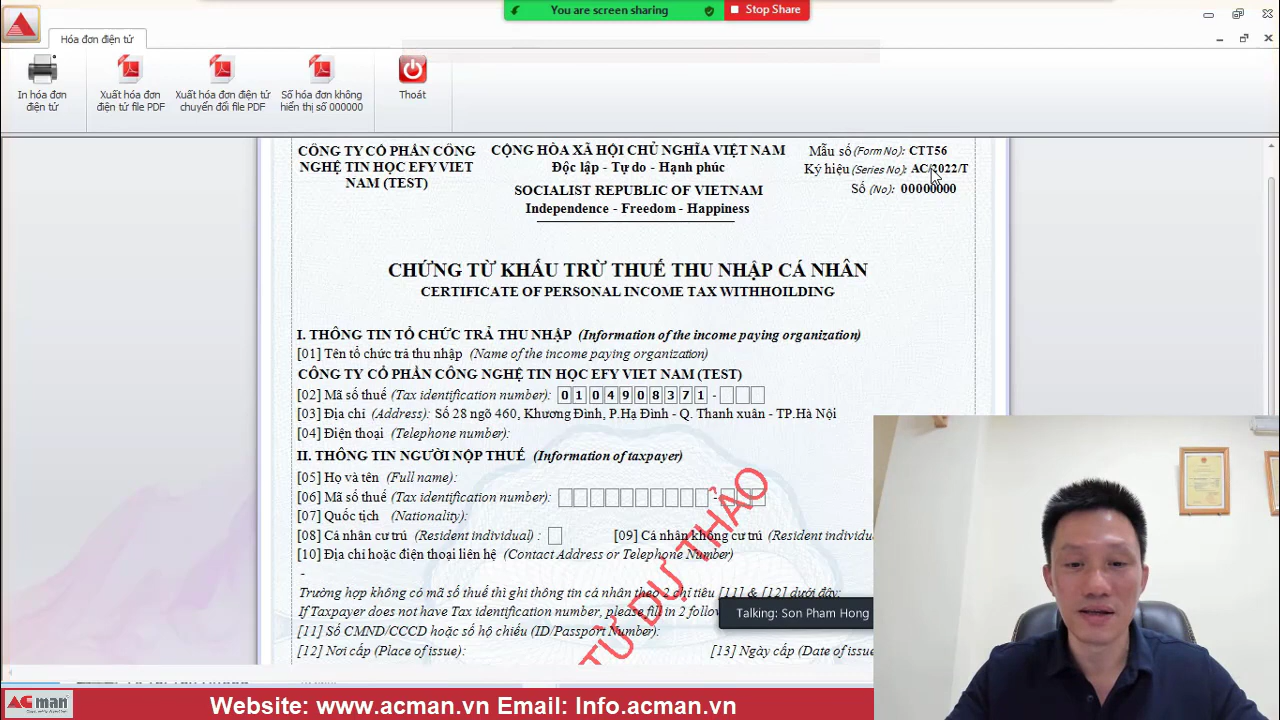 You are screen sharing
Stop Share
Hóa đơn điện tử
In hóa đơn
điện tử
Xuất hóa đơn
điện tử file PDF
Xuất hóa đơn điện tử
chuyển đổi file PDF
Số hóa đơn không
hiển thị số 000000
Thoát
CÔNG TY CỔ PHẦN CÔNG
NGHỆ TIN HỌC EFY VIET
NAM (TEST)
CỘNG HÒA XÃ HỘI CHỦ NGHĨA VIỆT NAM
Độc lập - Tự do - Hạnh phúc
SOCIALIST REPUBLIC OF VIETNAM
Independence - Freedom - Happiness
Mẫu số (Form No): CTT56
Ký hiệu (Series No): AC/2022/T
Số (No): 00000000
CHỨNG TỪ KHẤU TRỪ THUẾ THU NHẬP CÁ NHÂN
CERTIFICATE OF PERSONAL INCOME TAX WITHHOILDING
I. THÔNG TIN TỔ CHỨC TRẢ THU NHẬP (Information of the income paying organization)
[01] Tên tổ chức trả thu nhập (Name of the income paying organization)
CÔNG TY CỔ PHẦN CÔNG NGHỆ TIN HỌC EFY VIET NAM (TEST)
[02] Mã số thuế (Tax identification number): 0 1 0 4 9 0 8 3 7 1 -
[03] Địa chỉ (Address): Số 28 ngõ 460, Khương Đình, P.Hạ Đình - Q. Thanh xuân - TP.Hà Nội
[04] Điện thoại (Telephone number):
II. THÔNG TIN NGƯỜI NỘP THUẾ (Information of taxpayer)
[05] Họ và tên (Full name):
[06] Mã số thuế (Tax identification number): -
[07] Quốc tịch (Nationality):
[08] Cá nhân cư trú (Resident individual) : [09] Cá nhân không cư trú (Resident individu
[10] Địa chỉ hoặc điện thoại liên hệ (Contact Address or Telephone Number)
-
Trường hợp không có mã số thuế thì ghi thông tin cá nhân theo 2 chỉ tiêu [11] & [12] dưới đây:
If Taxpayer does not have Tax identification number, please fill in 2 follow
[11] Số CMND/CCCD hoặc số hộ chiếu (ID/Passport Number):
[12] Nơi cấp (Place of issue): [13] Ngày cấp (Date of issue
TỪ DỰ THẢO
Talking: Son Pham Hong
ACman
Website: www.acman.vn Email: Info.acman.vn